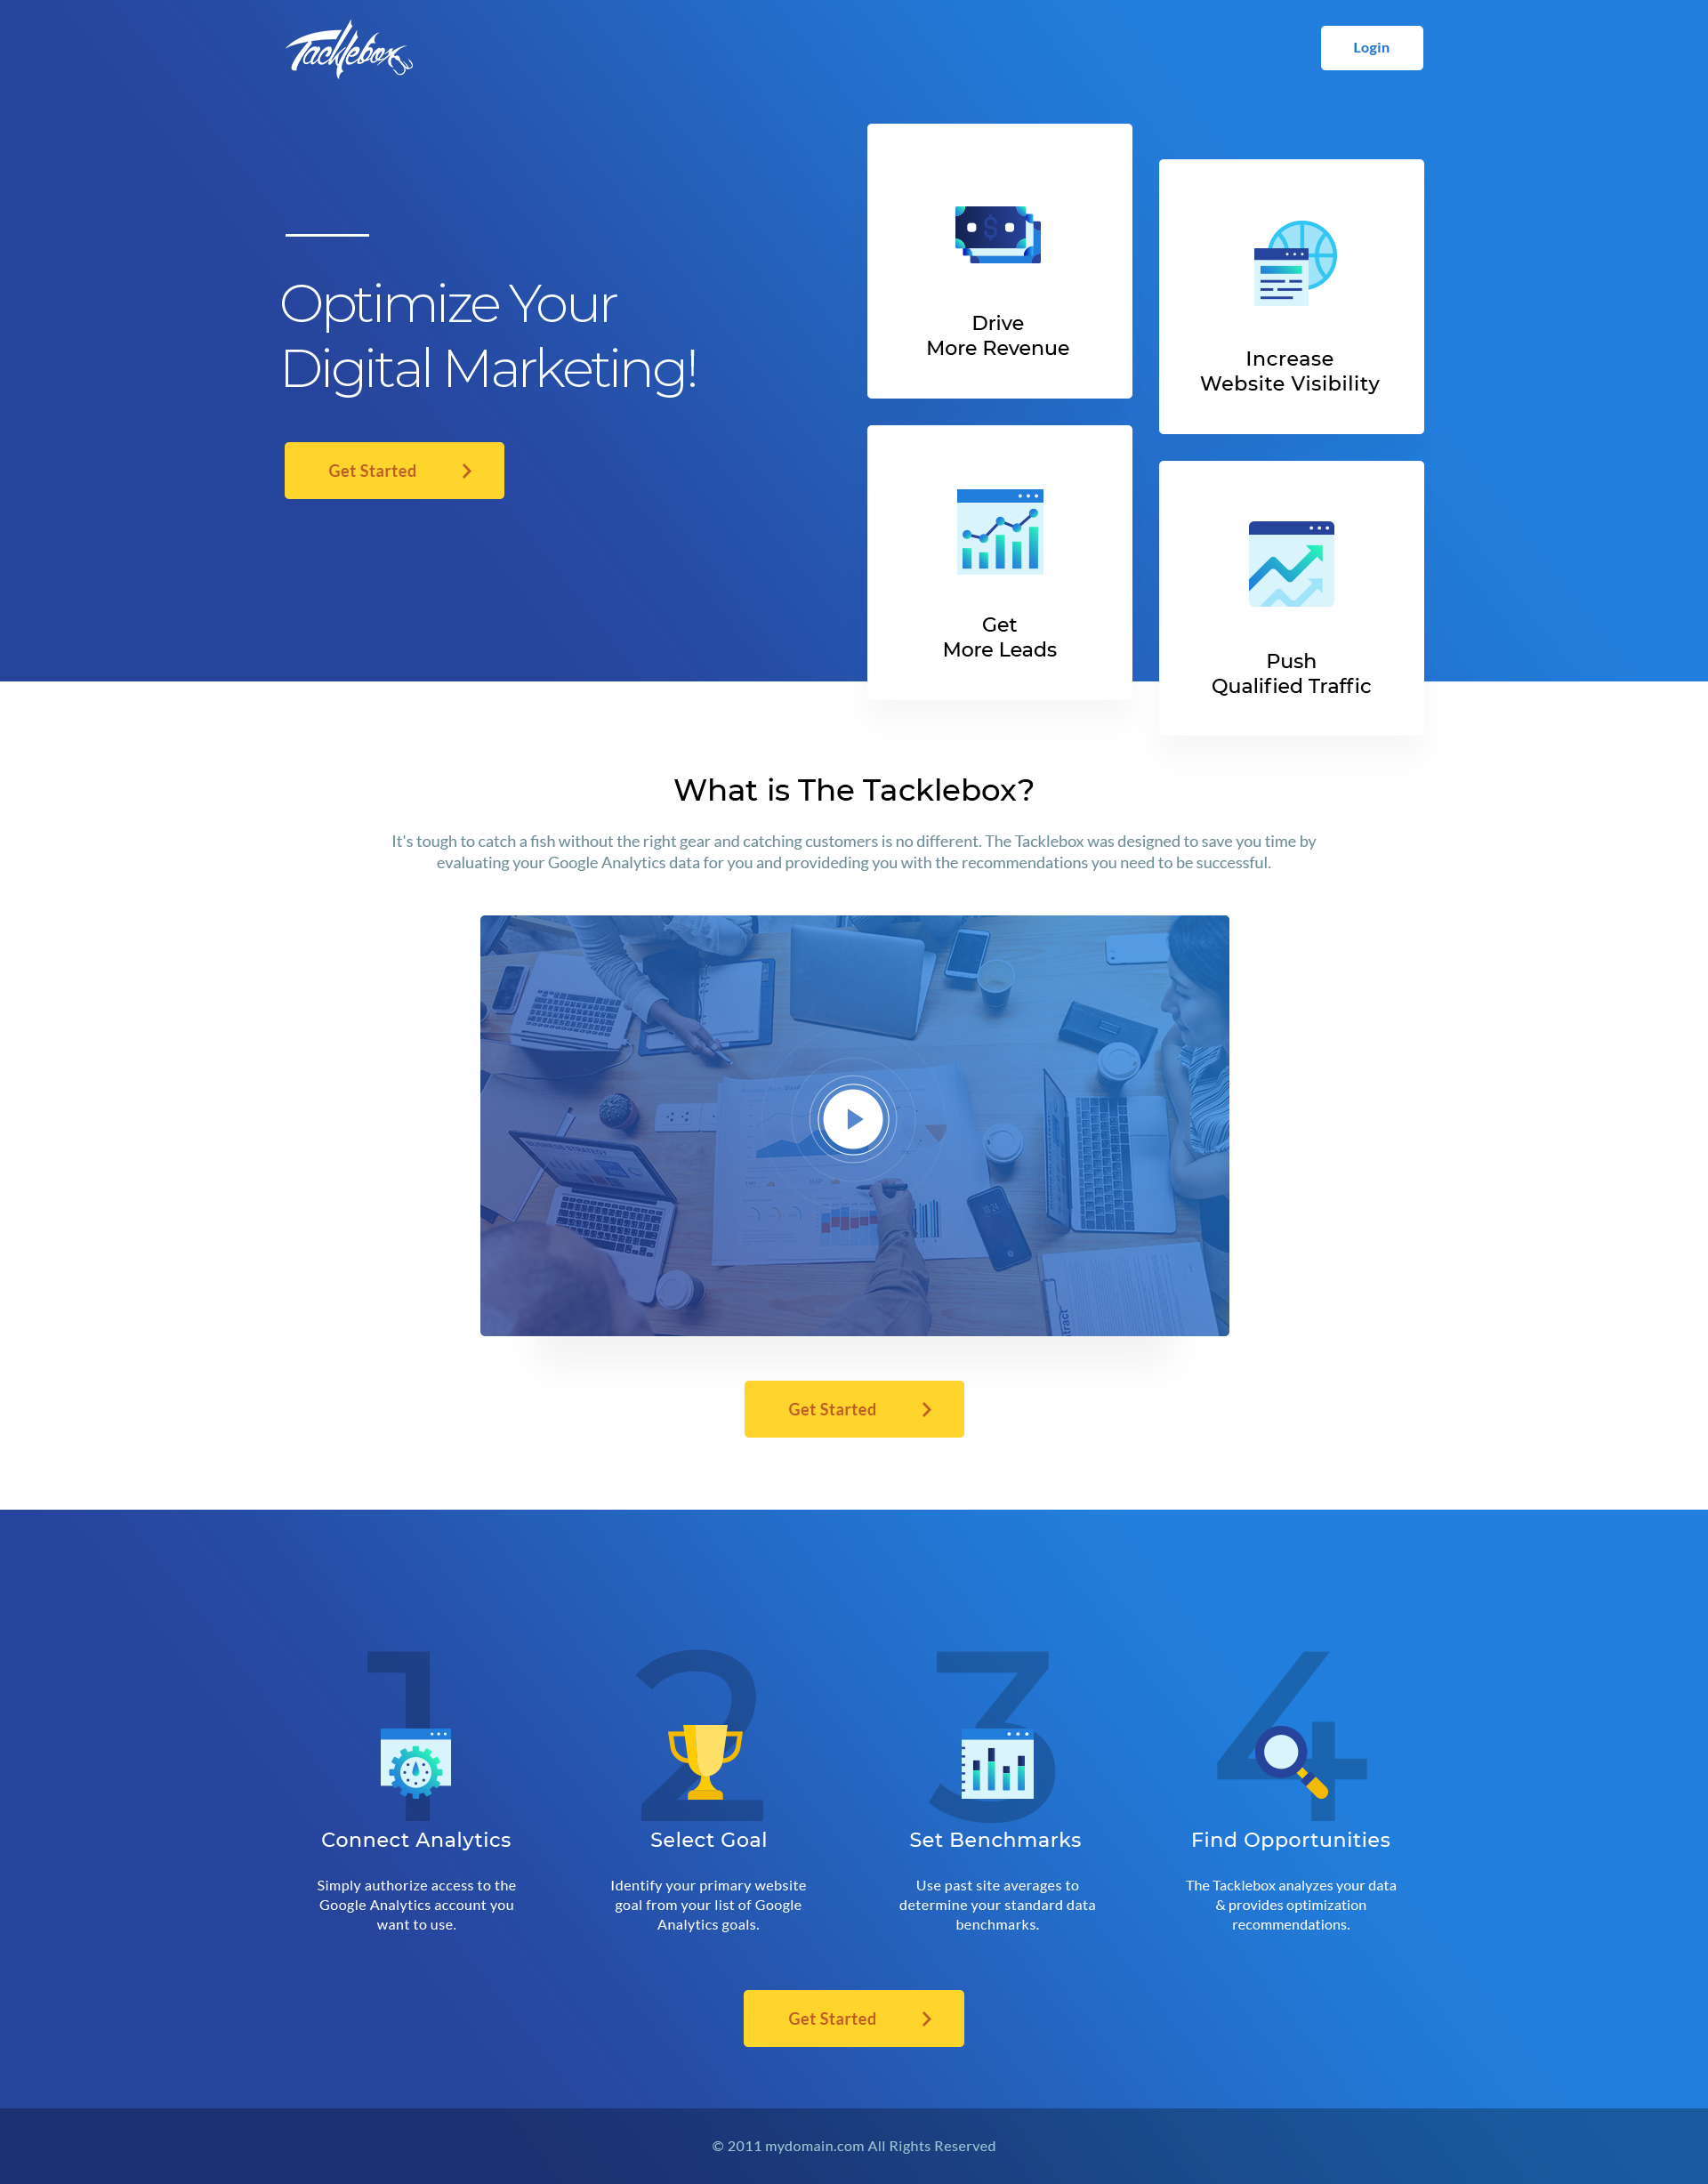 Tacklebox
Login
Optimize Your
Digital Marketing!
Get Started
Drive
More Revenue
Increase
Website Visibility
Get
More Leads
Push
Qualified Traffic
What is The Tacklebox?
It's tough to catch a fish without the right gear and catching customers is no different. The Tacklebox was designed to save you time by
evaluating your Google Analytics data for you and provideding you with the recommendations you need to be successful.
BUSINESS STRATEGY
10:24
Get Started
1
2
3
4
Connect Analytics
Simply authorize access to the
Google Analytics account you
want to use.
Select Goal
Identify your primary website
goal from your list of Google
Analytics goals.
Set Benchmarks
Use past site averages to
determine your standard data
benchmarks.
Find Opportunities
The Tacklebox analyzes your data
& provides optimization
recommendations.
Get Started
© 2011 mydomain.com All Rights Reserved